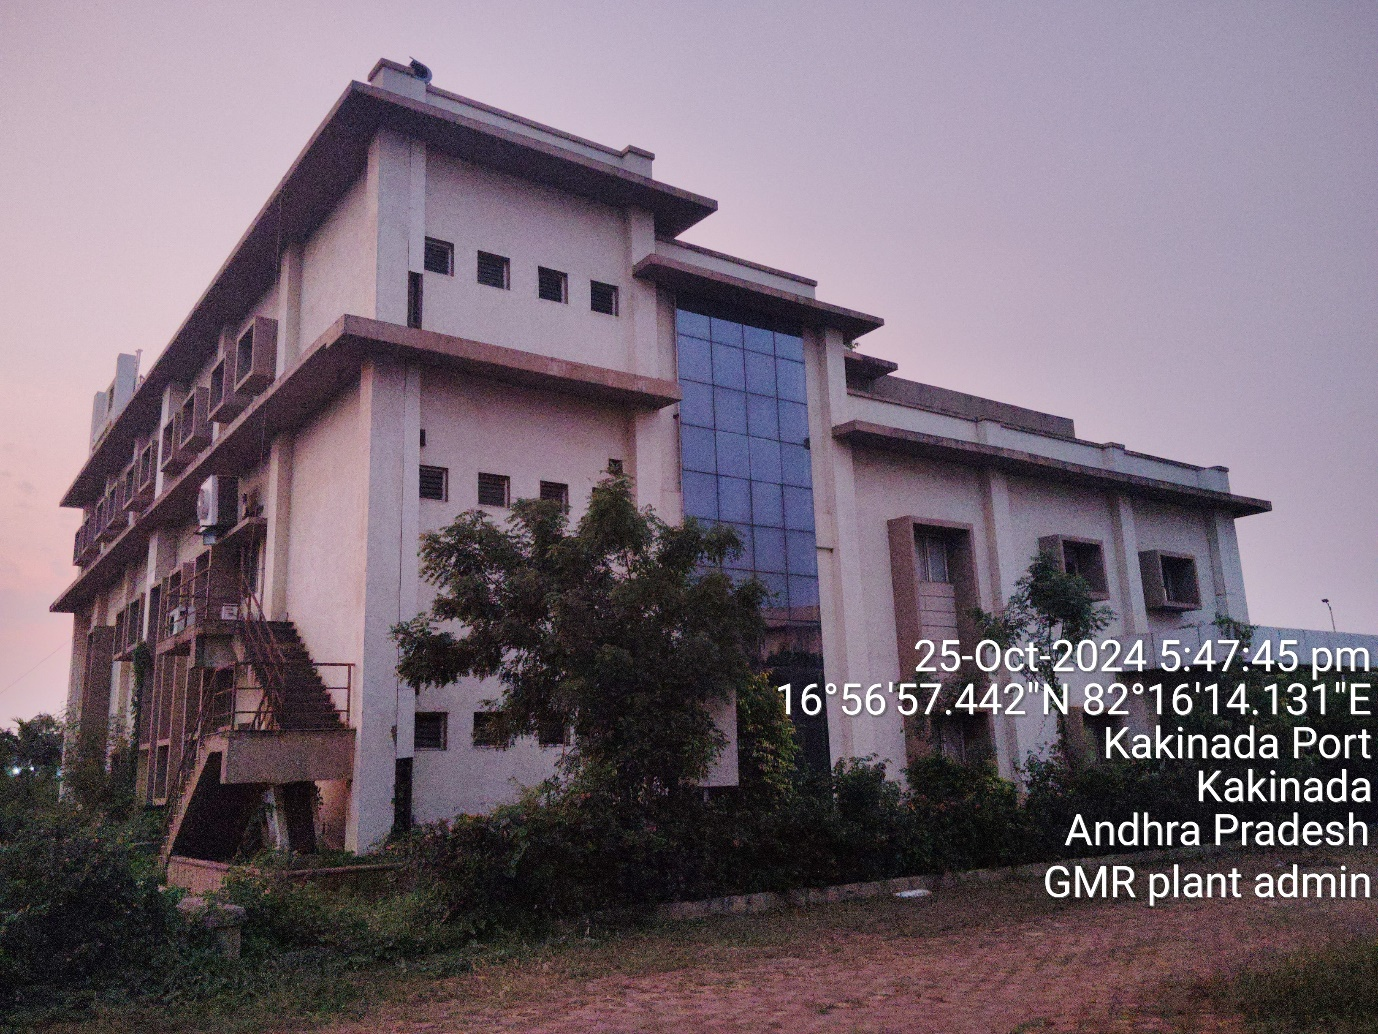 25-Oct-2024 5:47:45 pm
16°56'57.442"N 82°16'14.131"E
Kakinada Port
Kakinada
Andhra Pradesh
GMR plant admin